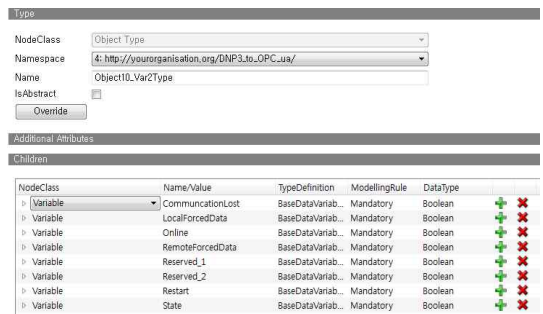 Type
NodeClass Object Type
Namespace 4: http://yourorganisation.org/DNP3_to_OPC_ua/
Name Object10_Var2Type
IsAbstract
Override
Additional Attributes
Children
NodeClass Name/Value TypeDefinition ModellingRule DataType
Variable CommuncationLost BaseDataVariab... Mandatory Boolean
Variable LocalForcedData BaseDataVariab... Mandatory Boolean
Variable Online BaseDataVariab... Mandatory Boolean
Variable RemoteForcedData BaseDataVariab... Mandatory Boolean
Variable Reserved_1 BaseDataVariab... Mandatory Boolean
Variable Reserved_2 BaseDataVariab... Mandatory Boolean
Variable Restart BaseDataVariab... Mandatory Boolean
Variable State BaseDataVariab... Mandatory Boolean